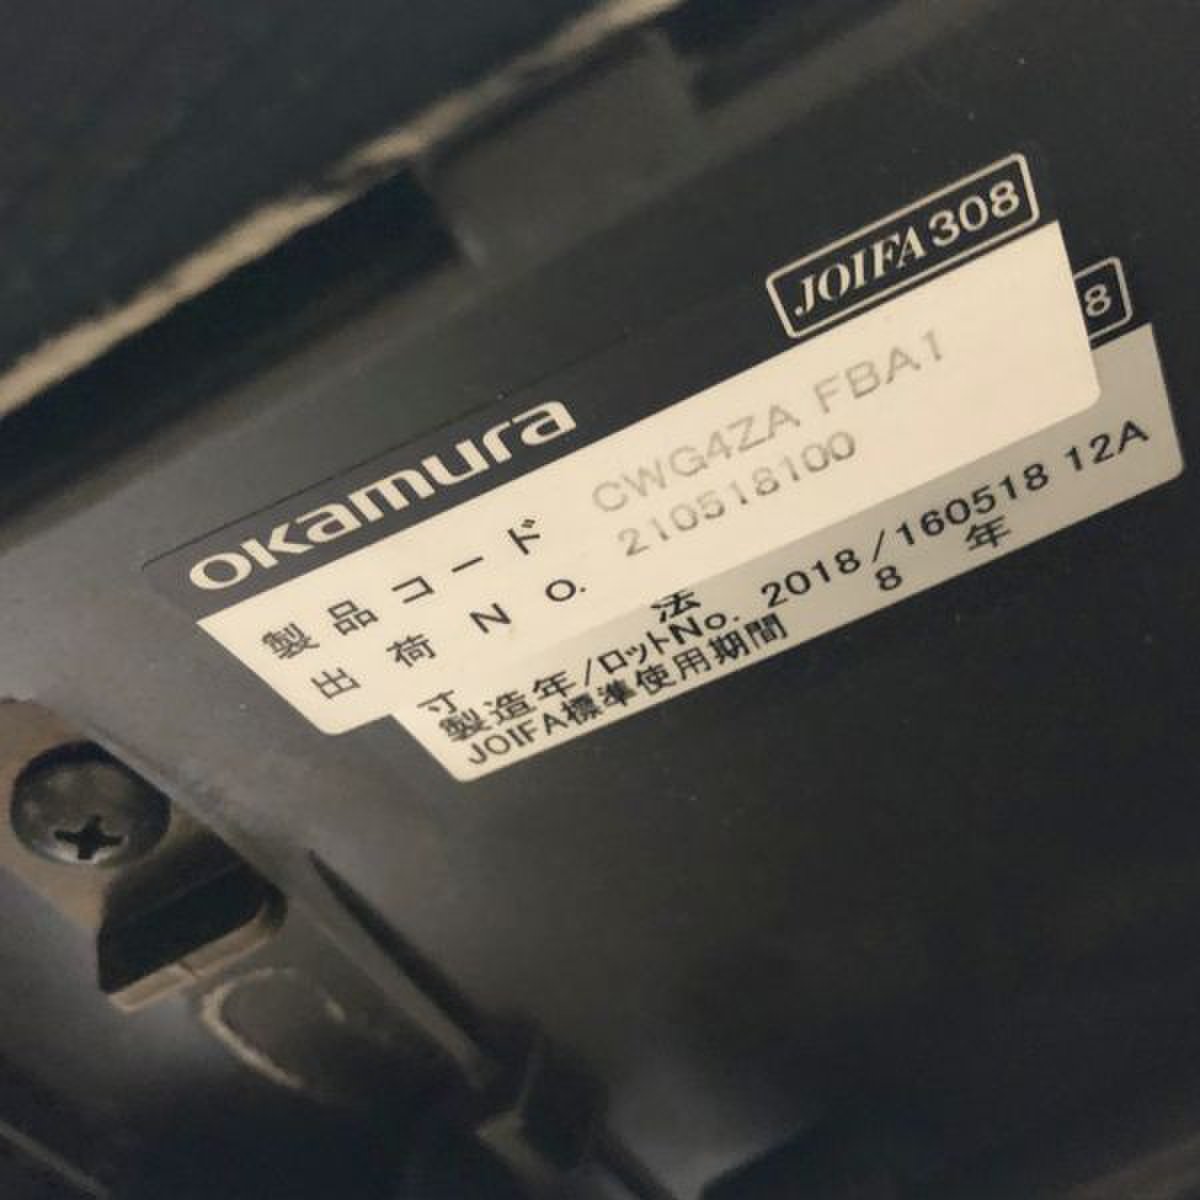 JOIFA 308
8
OKamura
製品コード CWG4ZA FBA1
出荷NO. 210518100
寸法
製造年/ロットNo. 2018/160518 12A
JOIFA標準使用期間 8 年